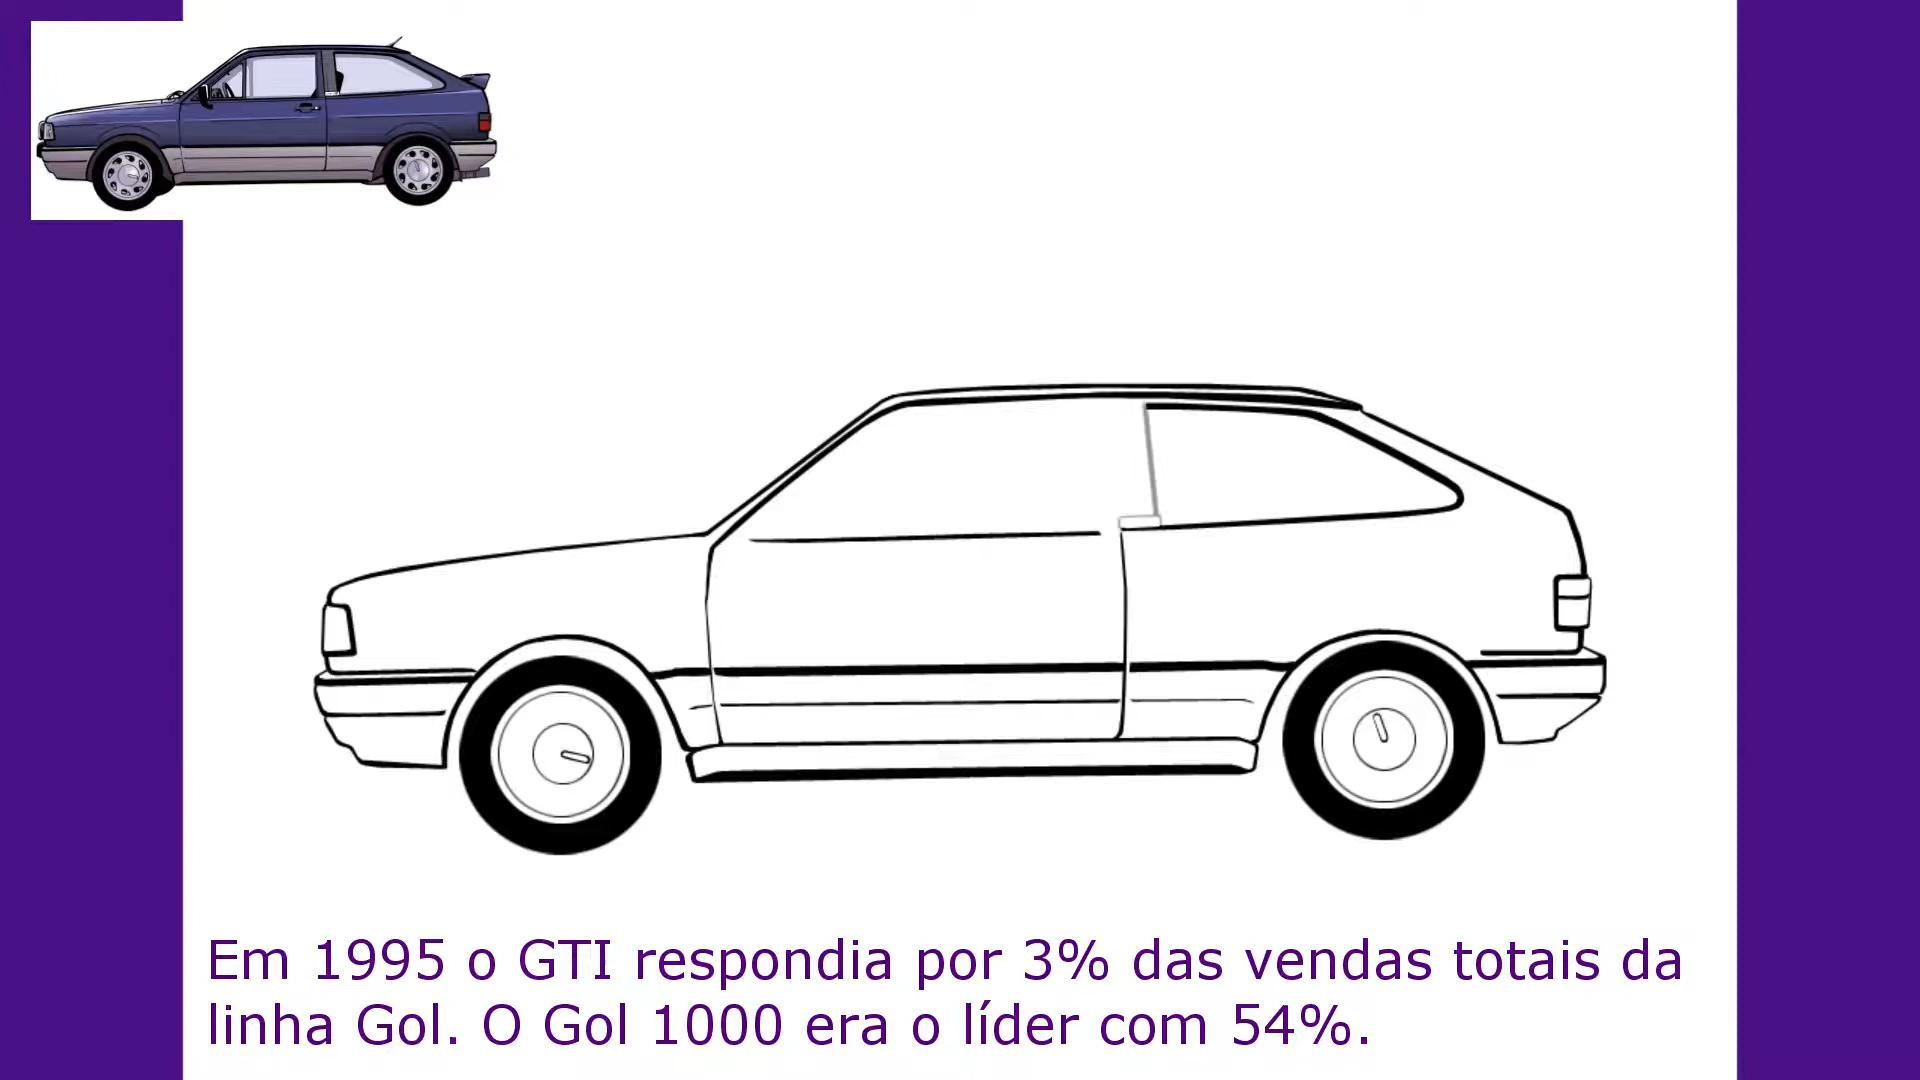 Em 1995 o GTI respondia por 3% das vendas totais da
linha Gol. O Gol 1000 era o líder com 54%.